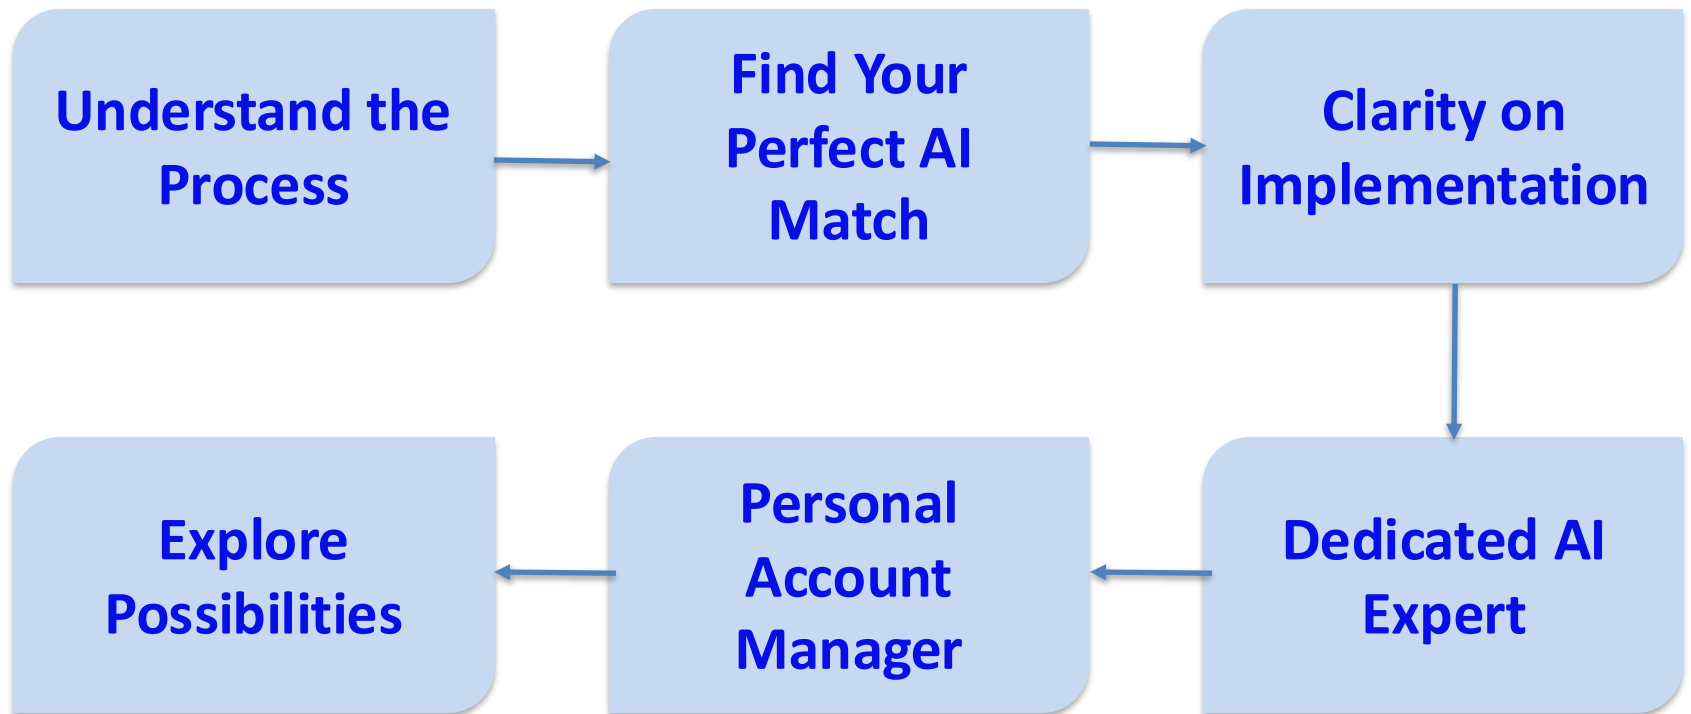 Understand the
Process
Find Your
Perfect AI
Match
Clarity on
Implementation
Dedicated AI
Expert
Personal
Account
Manager
Explore
Possibilities